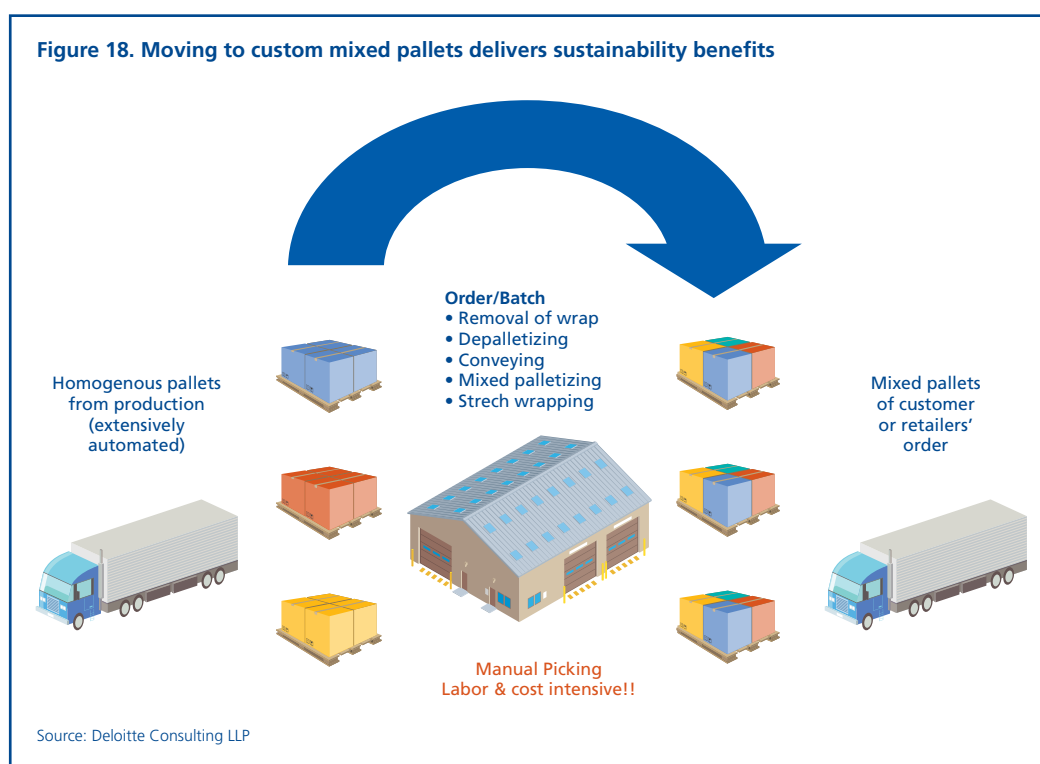 Figure 18. Moving to custom mixed pallets delivers sustainability benefits
Homogenous pallets
from production
(extensively
automated)
Order/Batch
• Removal of wrap
• Depalletizing
• Conveying
• Mixed palletizing
• Strech wrapping
Mixed pallets
of customer
or retailers’
order
Manual Picking
Labor & cost intensive!!
Source: Deloitte Consulting LLP